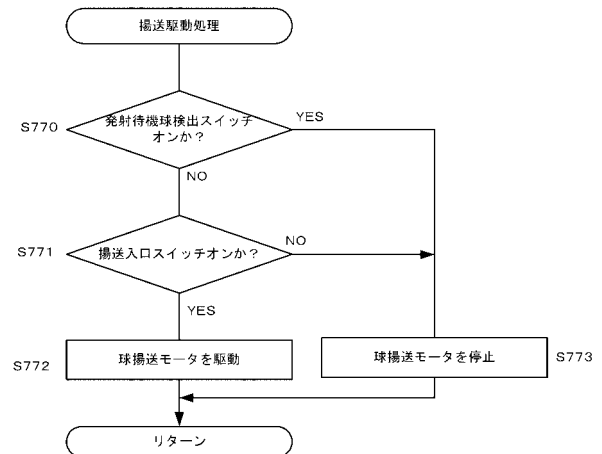 揚送駆動処理
S770
発射待機球検出スイッチ
オンか？
YES
NO
S771
揚送入口スイッチオンか？
NO
YES
S772
球揚送モータを駆動
球揚送モータを停止
S773
リターン